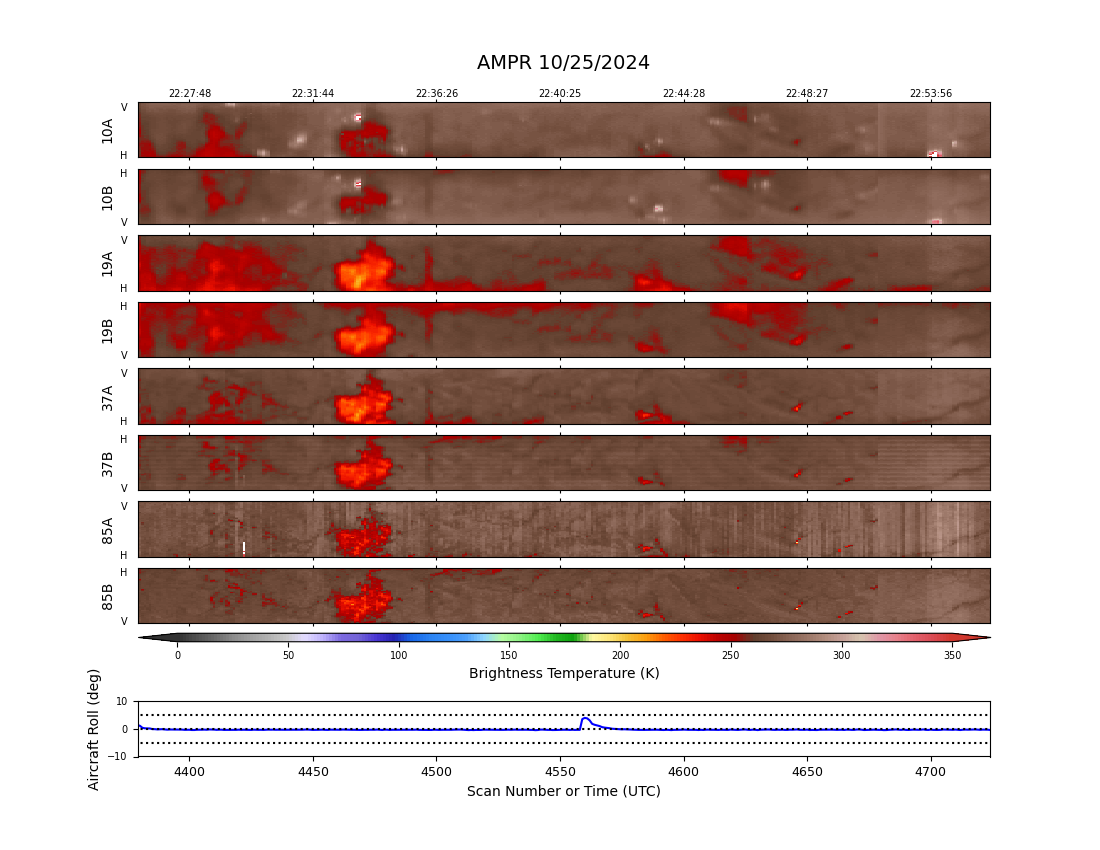 AMPR 10/25/2024
22:27:48 22:31:44 22:36:26 22:40:25 22:44:28 22:48:27 22:53:56
V
10A
H
H
10B
V
V
19A
H
H
19B
V
V
37A
H
H
37B
V
V
85A
H
H
85B
V
0 50 100 150 200 250 300 350
Brightness Temperature (K)
Aircraft Roll (deg)
10
0
−10
4400 4450 4500 4550 4600 4650 4700
Scan Number or Time (UTC)